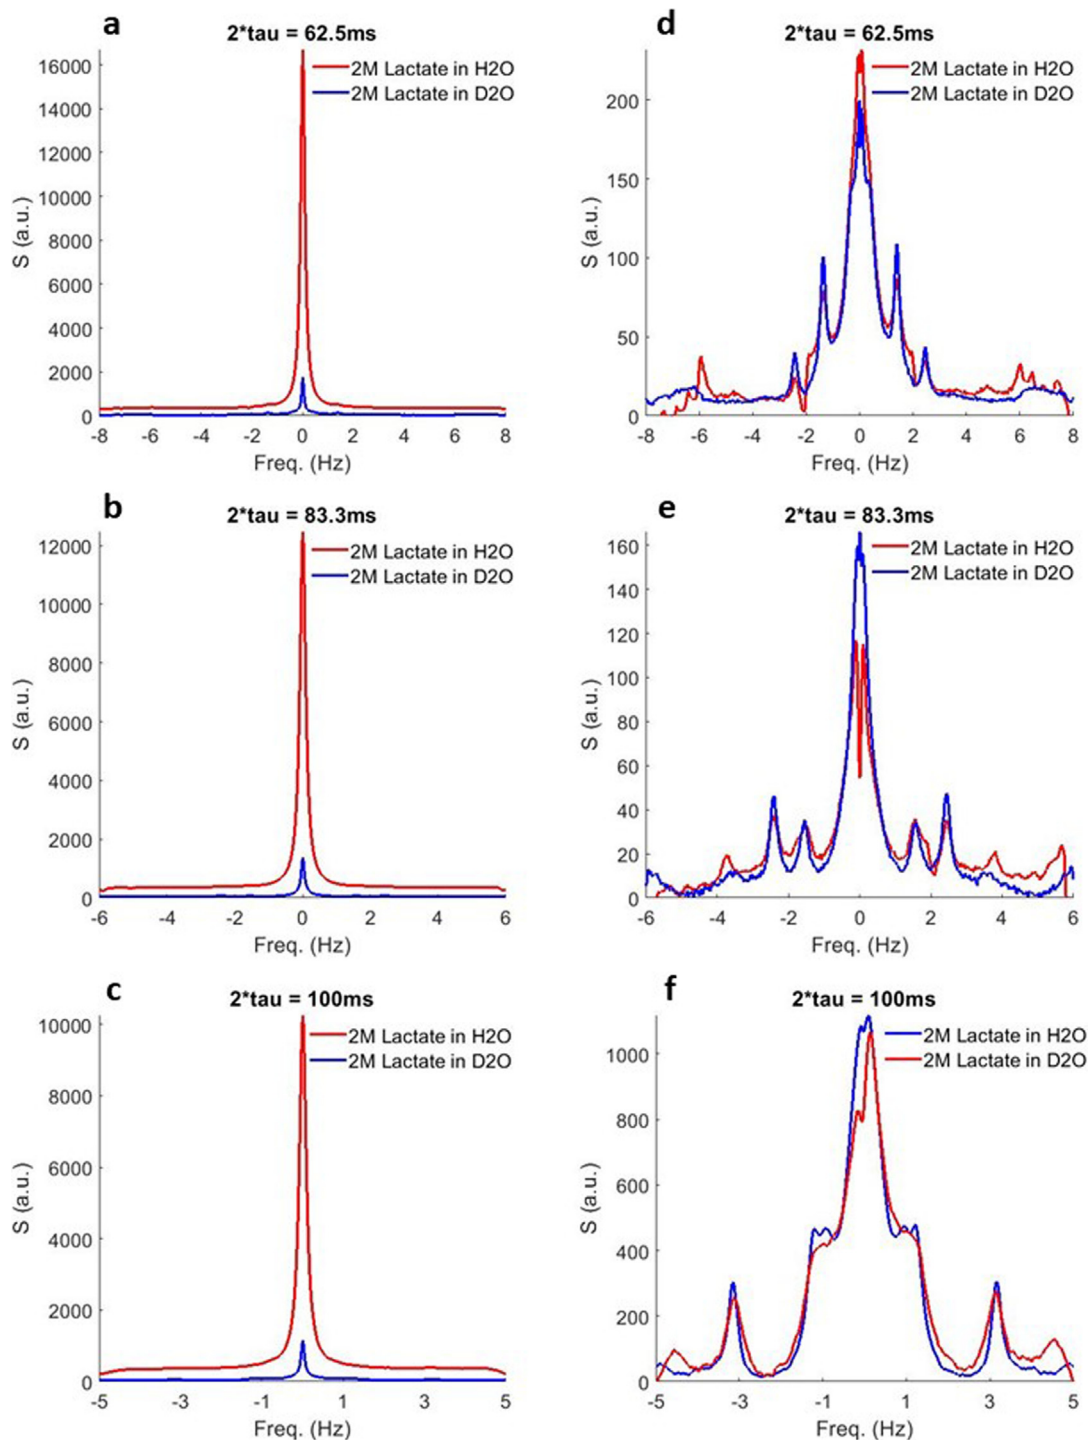 a
2*tau = 62.5ms
2M Lactate in H2O
2M Lactate in D2O
S (a.u.)
16000
14000
12000
10000
8000
6000
4000
2000
0
-8 -6 -4 -2 0 2 4 6 8
Freq. (Hz)
d
2*tau = 62.5ms
2M Lactate in H2O
2M Lactate in D2O
S (a.u.)
200
150
100
50
0
-8 -6 -4 -2 0 2 4 6 8
Freq. (Hz)
b
2*tau = 83.3ms
2M Lactate in H2O
2M Lactate in D2O
S (a.u.)
12000
10000
8000
6000
4000
2000
0
-6 -4 -2 0 2 4 6
Freq. (Hz)
e
2*tau = 83.3ms
2M Lactate in H2O
2M Lactate in D2O
S (a.u.)
160
140
120
100
80
60
40
20
0
-6 -4 -2 0 2 4 6
Freq. (Hz)
c
2*tau = 100ms
2M Lactate in H2O
2M Lactate in D2O
S (a.u.)
10000
8000
6000
4000
2000
0
-5 -3 -1 1 3 5
Freq. (Hz)
f
2*tau = 100ms
2M Lactate in H2O
2M Lactate in D2O
S (a.u.)
1000
800
600
400
200
0
-5 -3 -1 1 3 5
Freq. (Hz)